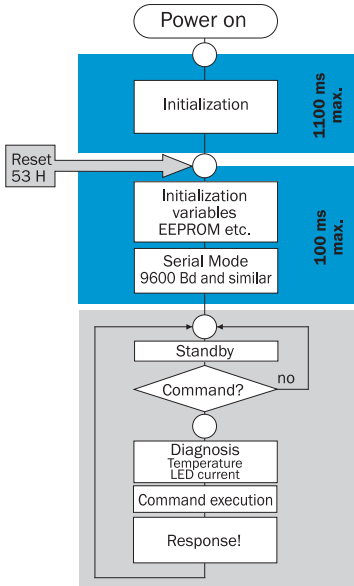 Power on
Initialization
1100 ms
max.
Reset
53 H
Initialization
variables
EEPROM etc.
Serial Mode
9600 Bd and similar
100 ms
max.
Standby
Command?
no
Diagnosis
Temperature
LED current
Command execution
Response!